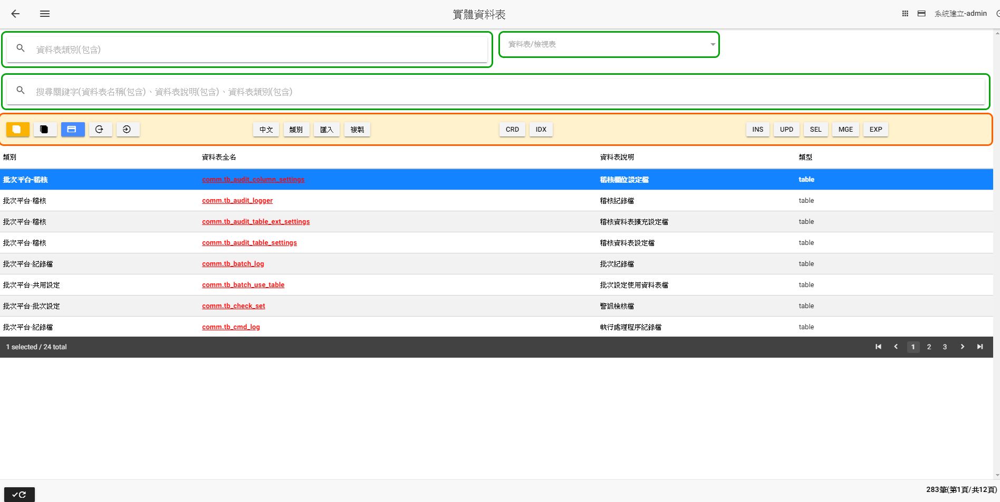 實體資料表
系統建立-admin
資料表類別(包含)
資料表/檢視表
搜尋關鍵字(資料表名稱(包含)、資料表說明(包含)、資料表類別(包含)
中文 類別 匯入 複製 CRD IDX INS UPD SEL MGE EXP
類別 資料表全名 資料表說明 類型
批次平台-稽核 comm.tb_audit_column_settings 稽核欄位設定檔 table
批次平台-稽核 comm.tb_audit_logger 稽核紀錄檔 table
批次平台-稽核 comm.tb_audit_table_ext_settings 稽核資料表擴充設定檔 table
批次平台-稽核 comm.tb_audit_table_settings 稽核資料表設定檔 table
批次平台-紀錄檔 comm.tb_batch_log 批次紀錄檔 table
批次平台-共用設定 comm.tb_batch_use_table 批次設定使用資料表檔 table
批次平台-批次設定 comm.tb_check_set 警訊檢核檔 table
批次平台-紀錄檔 comm.tb_cmd_log 執行處理程序紀錄檔 table
1 selected / 24 total 1 2 3
283筆(第1頁/共12頁)